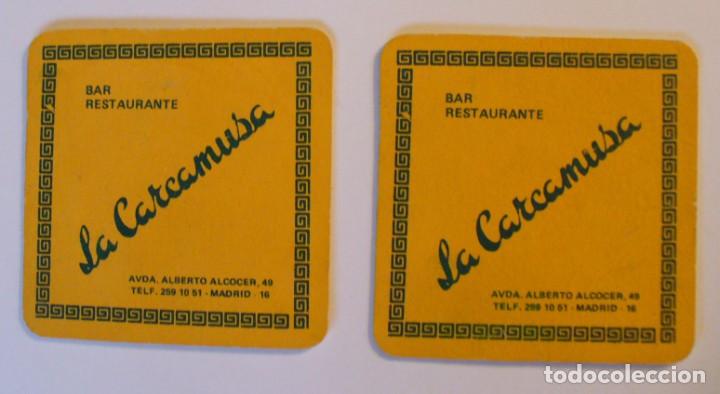 BAR
RESTAURANTE
La Carcamusa
AVDA. ALBERTO ALCOCER, 49
TELF. 259 10 51 - MADRID - 16
BAR
RESTAURANTE
La Carcamusa
AVDA. ALBERTO ALCOCER, 49
TELF. 259 10 51 - MADRID - 16
todocoleccion